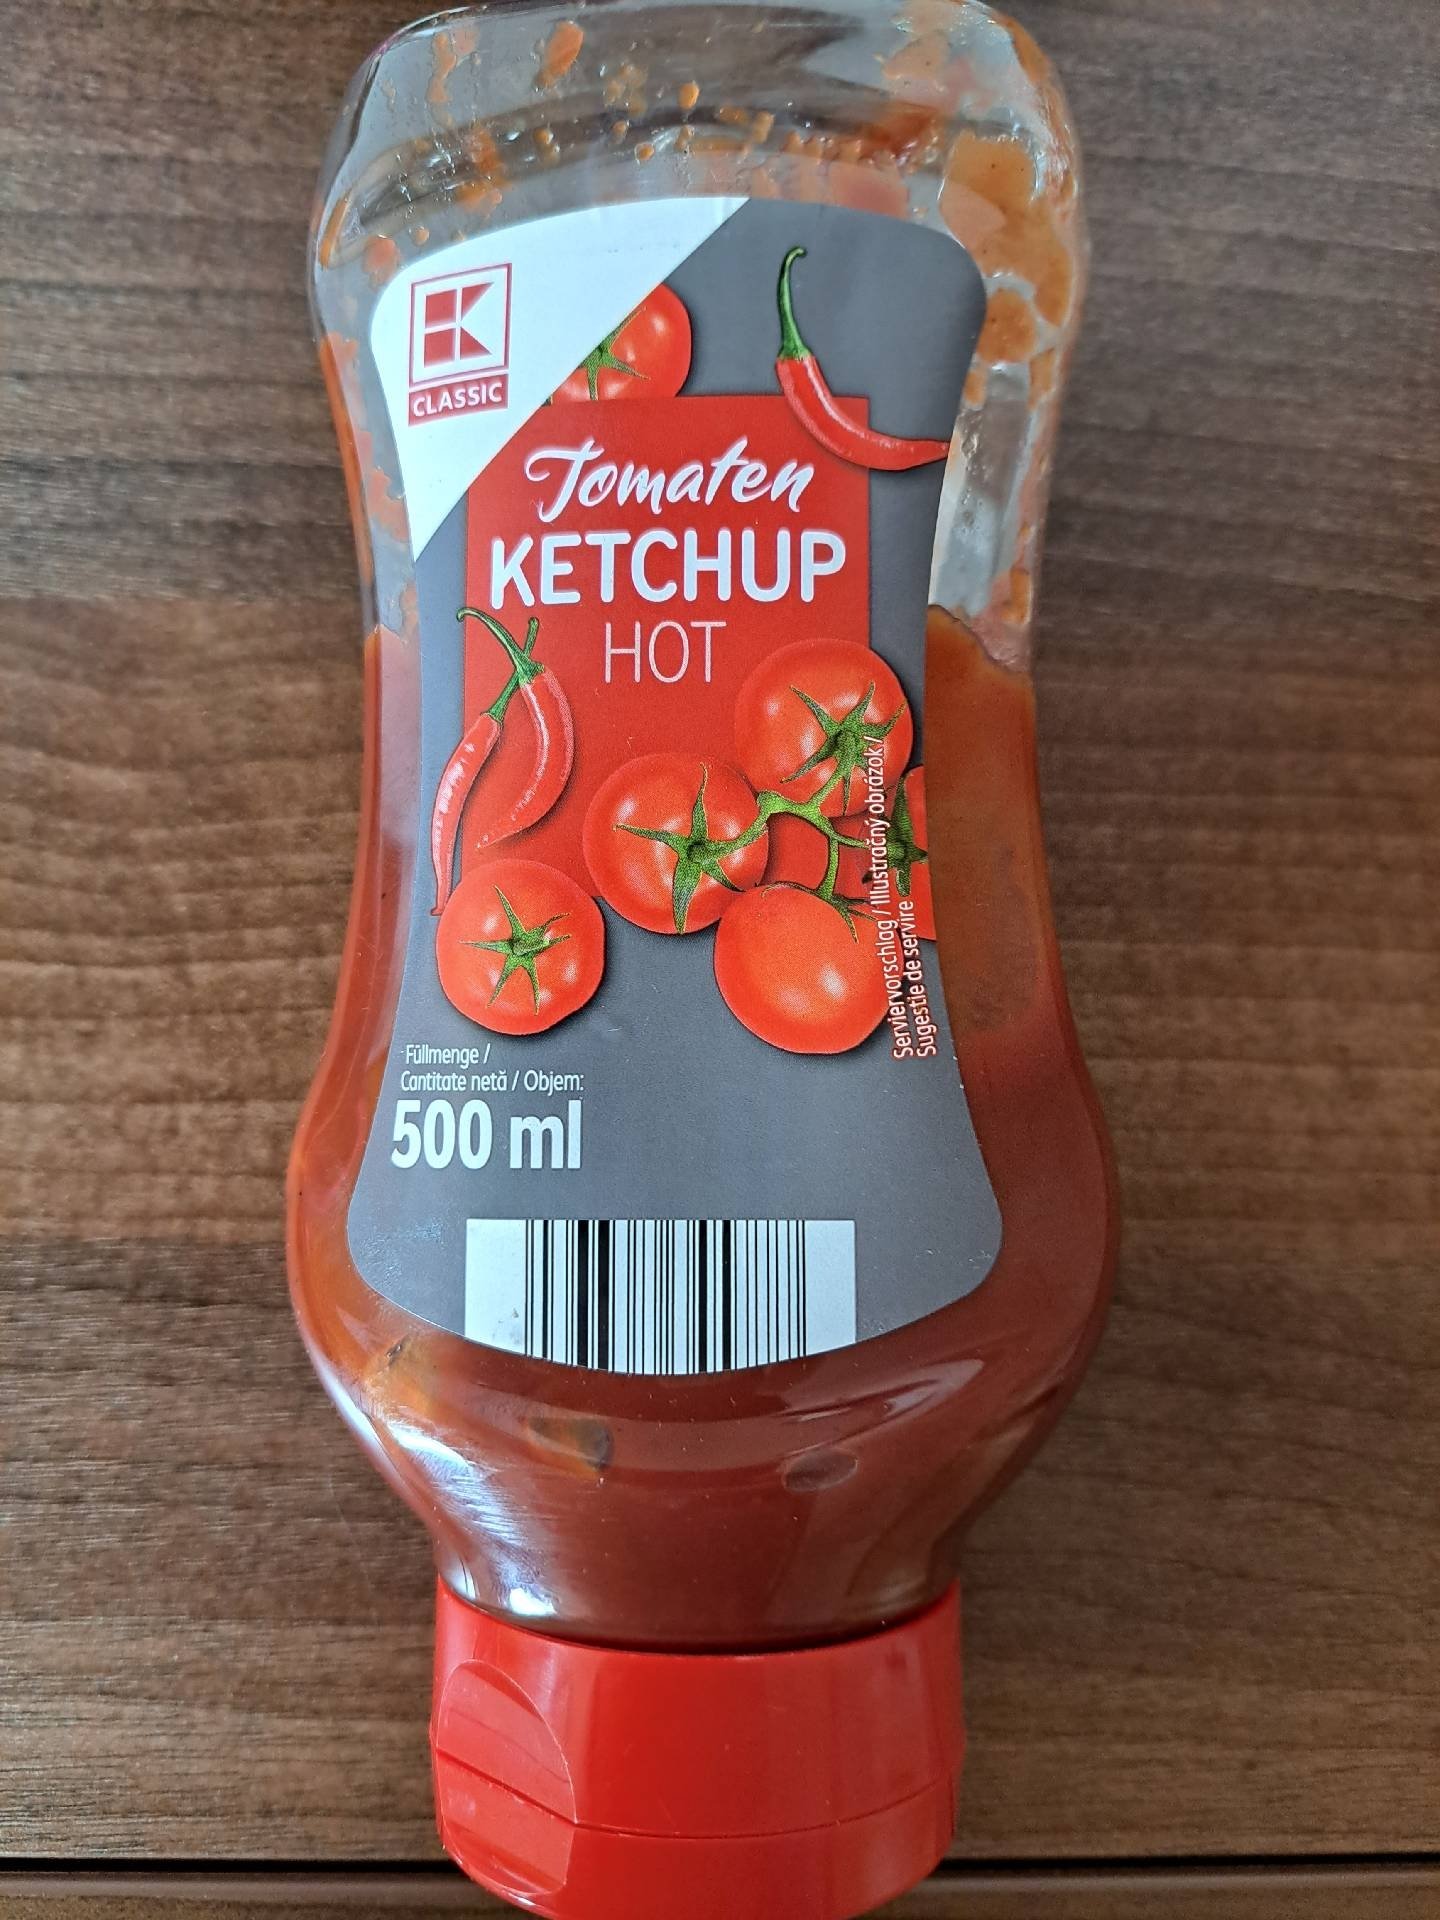 K
CLASSIC
Tomaten
KETCHUP
HOT
Serviervorschlag / Ilustračný obrázok /
Sugestie de servire
Füllmenge /
Cantitate netă / Objem:
500 ml